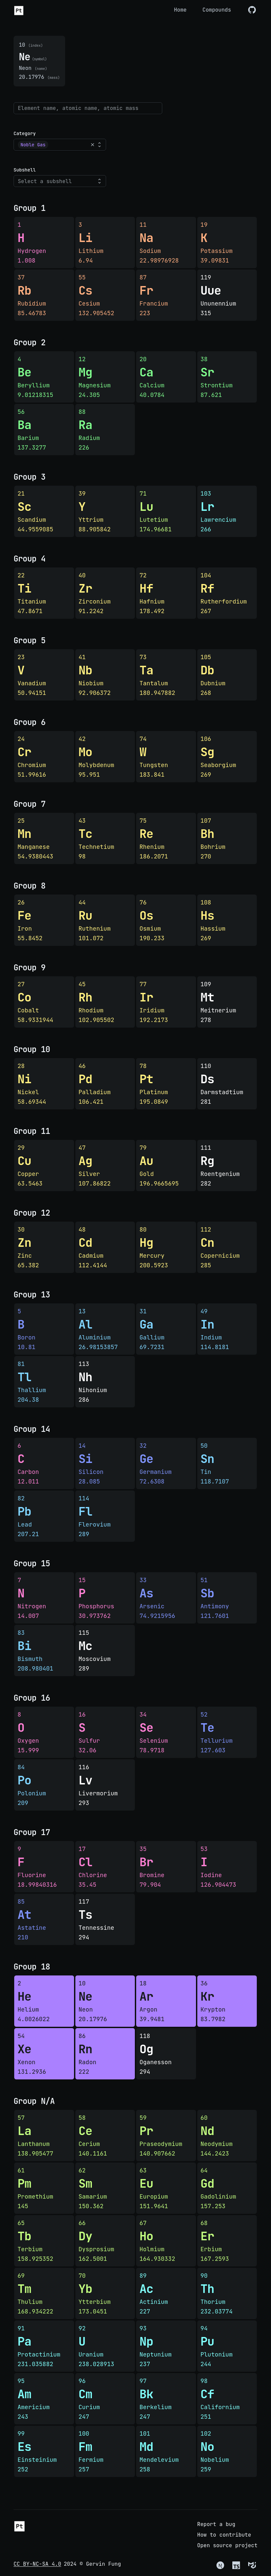 Pt
Home
Compounds
10 (index)
Ne (symbol)
Neon (name)
20.17976 (mass)
Element name, atomic name, atomic mass
Category
Noble Gas
Subshell
Select a subshell
Group 1
1
H
Hydrogen
1.008
3
Li
Lithium
6.94
11
Na
Sodium
22.98976928
19
K
Potassium
39.09831
37
Rb
Rubidium
85.46783
55
Cs
Cesium
132.905452
87
Fr
Francium
223
119
Uue
Ununennium
315
Group 2
4
Be
Beryllium
9.01218315
12
Mg
Magnesium
24.305
20
Ca
Calcium
40.0784
38
Sr
Strontium
87.621
56
Ba
Barium
137.3277
88
Ra
Radium
226
Group 3
21
Sc
Scandium
44.9559085
39
Y
Yttrium
88.905842
71
Lu
Lutetium
174.96681
103
Lr
Lawrencium
266
Group 4
22
Ti
Titanium
47.8671
40
Zr
Zirconium
91.2242
72
Hf
Hafnium
178.492
104
Rf
Rutherfordium
267
Group 5
23
V
Vanadium
50.94151
41
Nb
Niobium
92.906372
73
Ta
Tantalum
180.947882
105
Db
Dubnium
268
Group 6
24
Cr
Chromium
51.99616
42
Mo
Molybdenum
95.951
74
W
Tungsten
183.841
106
Sg
Seaborgium
269
Group 7
25
Mn
Manganese
54.9380443
43
Tc
Technetium
98
75
Re
Rhenium
186.2071
107
Bh
Bohrium
270
Group 8
26
Fe
Iron
55.8452
44
Ru
Ruthenium
101.072
76
Os
Osmium
190.233
108
Hs
Hassium
269
Group 9
27
Co
Cobalt
58.9331944
45
Rh
Rhodium
102.905502
77
Ir
Iridium
192.2173
109
Mt
Meitnerium
278
Group 10
28
Ni
Nickel
58.69344
46
Pd
Palladium
106.421
78
Pt
Platinum
195.0849
110
Ds
Darmstadtium
281
Group 11
29
Cu
Copper
63.5463
47
Ag
Silver
107.86822
79
Au
Gold
196.9665695
111
Rg
Roentgenium
282
Group 12
30
Zn
Zinc
65.382
48
Cd
Cadmium
112.4144
80
Hg
Mercury
200.5923
112
Cn
Copernicium
285
Group 13
5
B
Boron
10.81
13
Al
Aluminium
26.98153857
31
Ga
Gallium
69.7231
49
In
Indium
114.8181
81
Tl
Thallium
204.38
113
Nh
Nihonium
286
Group 14
6
C
Carbon
12.011
14
Si
Silicon
28.085
32
Ge
Germanium
72.6308
50
Sn
Tin
118.7107
82
Pb
Lead
207.21
114
Fl
Flerovium
289
Group 15
7
N
Nitrogen
14.007
15
P
Phosphorus
30.973762
33
As
Arsenic
74.9215956
51
Sb
Antimony
121.7601
83
Bi
Bismuth
208.980401
115
Mc
Moscovium
289
Group 16
8
O
Oxygen
15.999
16
S
Sulfur
32.06
34
Se
Selenium
78.9718
52
Te
Tellurium
127.603
84
Po
Polonium
209
116
Lv
Livermorium
293
Group 17
9
F
Fluorine
18.99840316
17
Cl
Chlorine
35.45
35
Br
Bromine
79.904
53
I
Iodine
126.904473
85
At
Astatine
210
117
Ts
Tennessine
294
Group 18
2
He
Helium
4.0026022
10
Ne
Neon
20.17976
18
Ar
Argon
39.9481
36
Kr
Krypton
83.7982
54
Xe
Xenon
131.2936
86
Rn
Radon
222
118
Og
Oganesson
294
Group N/A
57
La
Lanthanum
138.905477
58
Ce
Cerium
140.1161
59
Pr
Praseodymium
140.907662
60
Nd
Neodymium
144.2423
61
Pm
Promethium
145
62
Sm
Samarium
150.362
63
Eu
Europium
151.9641
64
Gd
Gadolinium
157.253
65
Tb
Terbium
158.925352
66
Dy
Dysprosium
162.5001
67
Ho
Holmium
164.930332
68
Er
Erbium
167.2593
69
Tm
Thulium
168.934222
70
Yb
Ytterbium
173.0451
89
Ac
Actinium
227
90
Th
Thorium
232.03774
91
Pa
Protactinium
231.035882
92
U
Uranium
238.028913
93
Np
Neptunium
237
94
Pu
Plutonium
244
95
Am
Americium
243
96
Cm
Curium
247
97
Bk
Berkelium
247
98
Cf
Californium
251
99
Es
Einsteinium
252
100
Fm
Fermium
257
101
Md
Mendelevium
258
102
No
Nobelium
259
Pt
Report a bug
How to contribute
Open source project
CC BY-NC-SA 4.0 2024 © Gervin Fung